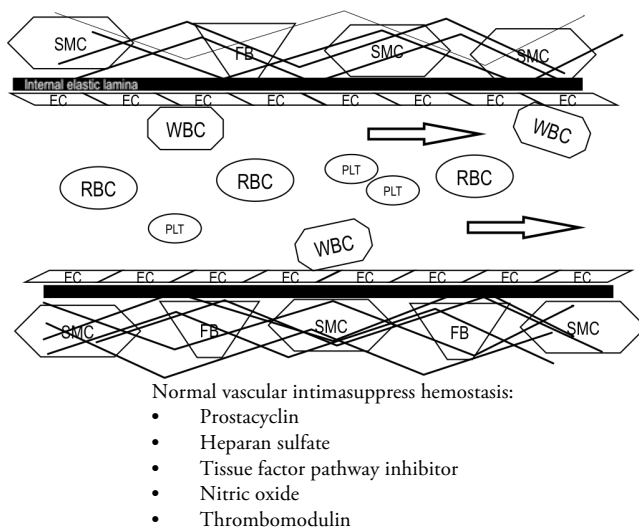 SMC
FB
SMC
SMC
Internal elastic lamina
EC EC EC EC EC EC EC EC
WBC
WBC
RBC
RBC
PLT
PLT
RBC
PLT
WBC
EC EC EC EC EC EC EC EC
SMC
FB
SMC
FB
SMC
Normal vascular intimasuppress hemostasis:
• Prostacyclin
• Heparan sulfate
• Tissue factor pathway inhibitor
• Nitric oxide
• Thrombomodulin